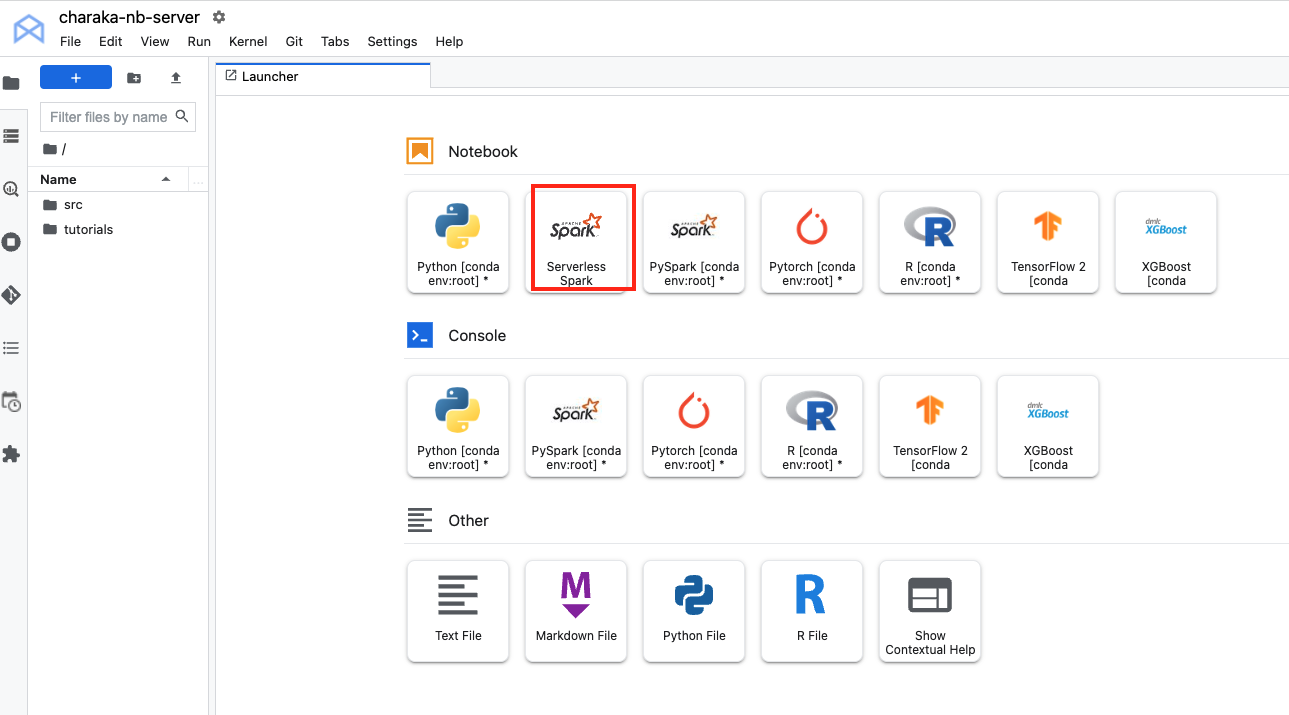 charaka-nb-server
File Edit View Run Kernel Git Tabs Settings Help
+
Launcher
Filter files by name
/
Name
...
src
tutorials
Notebook
Python [conda
env:root] *
APACHE
Spark
Serverless
Spark
APACHE
Spark
PySpark [conda
env:root] *
Pytorch [conda
env:root] *
R
R [conda
env:root] *
TensorFlow 2
[conda
dmlc
XGBoost
XGBoost
[conda
>_
Console
Python [conda
env:root] *
APACHE
Spark
PySpark [conda
env:root] *
Pytorch [conda
env:root] *
R
R [conda
env:root] *
TensorFlow 2
[conda
dmlc
XGBoost
XGBoost
[conda
Other
Text File
M
Markdown File
Python File
R
R File
Show
Contextual Help